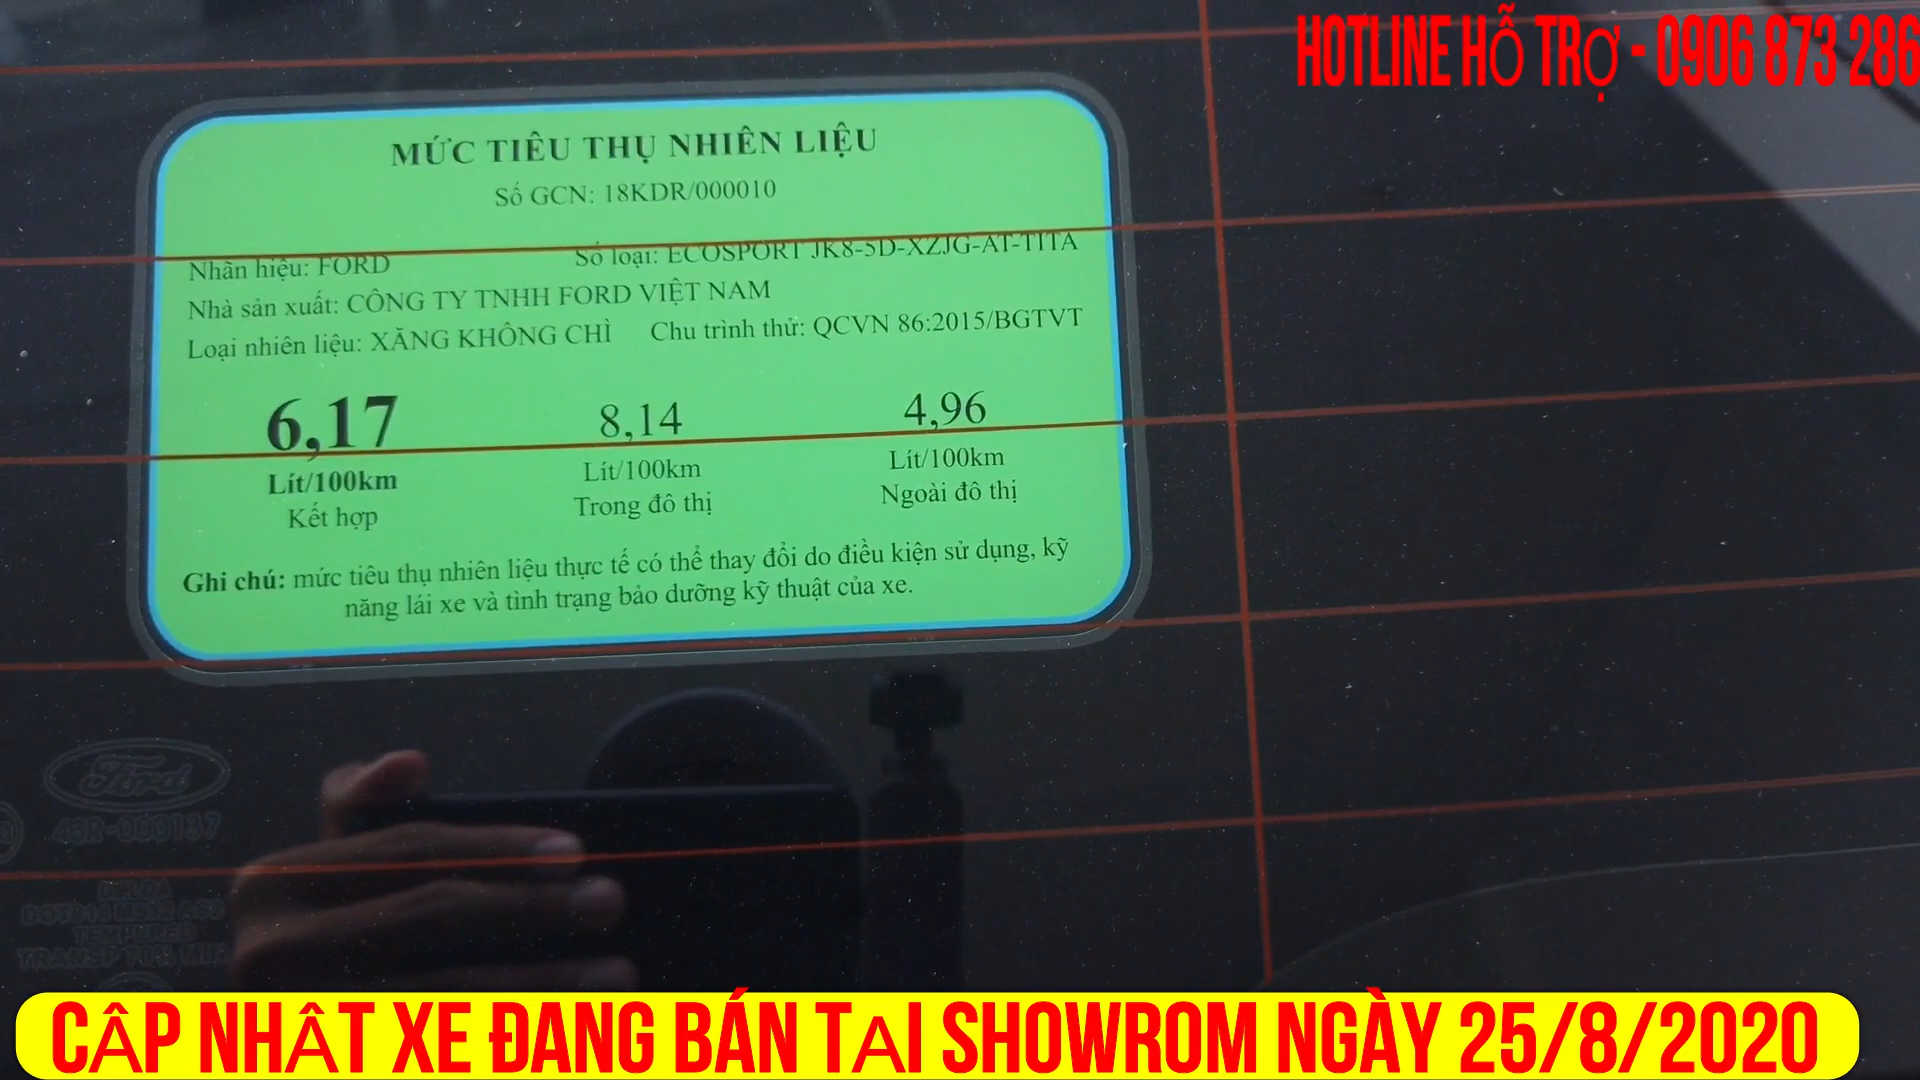 HOTLINE HỖ TRỢ - 0906 873 286
MỨC TIÊU THỤ NHIÊN LIỆU
Số GCN: 18KDR/000010
Nhãn hiệu: FORD Số loại: ECOSPORT JK8-5D-XZJG-AT-TITA
Nhà sản xuất: CÔNG TY TNHH FORD VIỆT NAM
Loại nhiên liệu: XĂNG KHÔNG CHÌ Chu trình thử: QCVN 86:2015/BGTVT
6,17 8,14 4,96
Lít/100km Lít/100km Lít/100km
Kết hợp Trong đô thị Ngoài đô thị
Ghi chú: mức tiêu thụ nhiên liệu thực tế có thể thay đổi do điều kiện sử dụng, kỹ
năng lái xe và tình trạng bảo dưỡng kỹ thuật của xe.
Ford
43R-000137
TEMPERED
CẬP NHẬT XE ĐANG BÁN TẠI SHOWROM NGÀY 25/8/2020